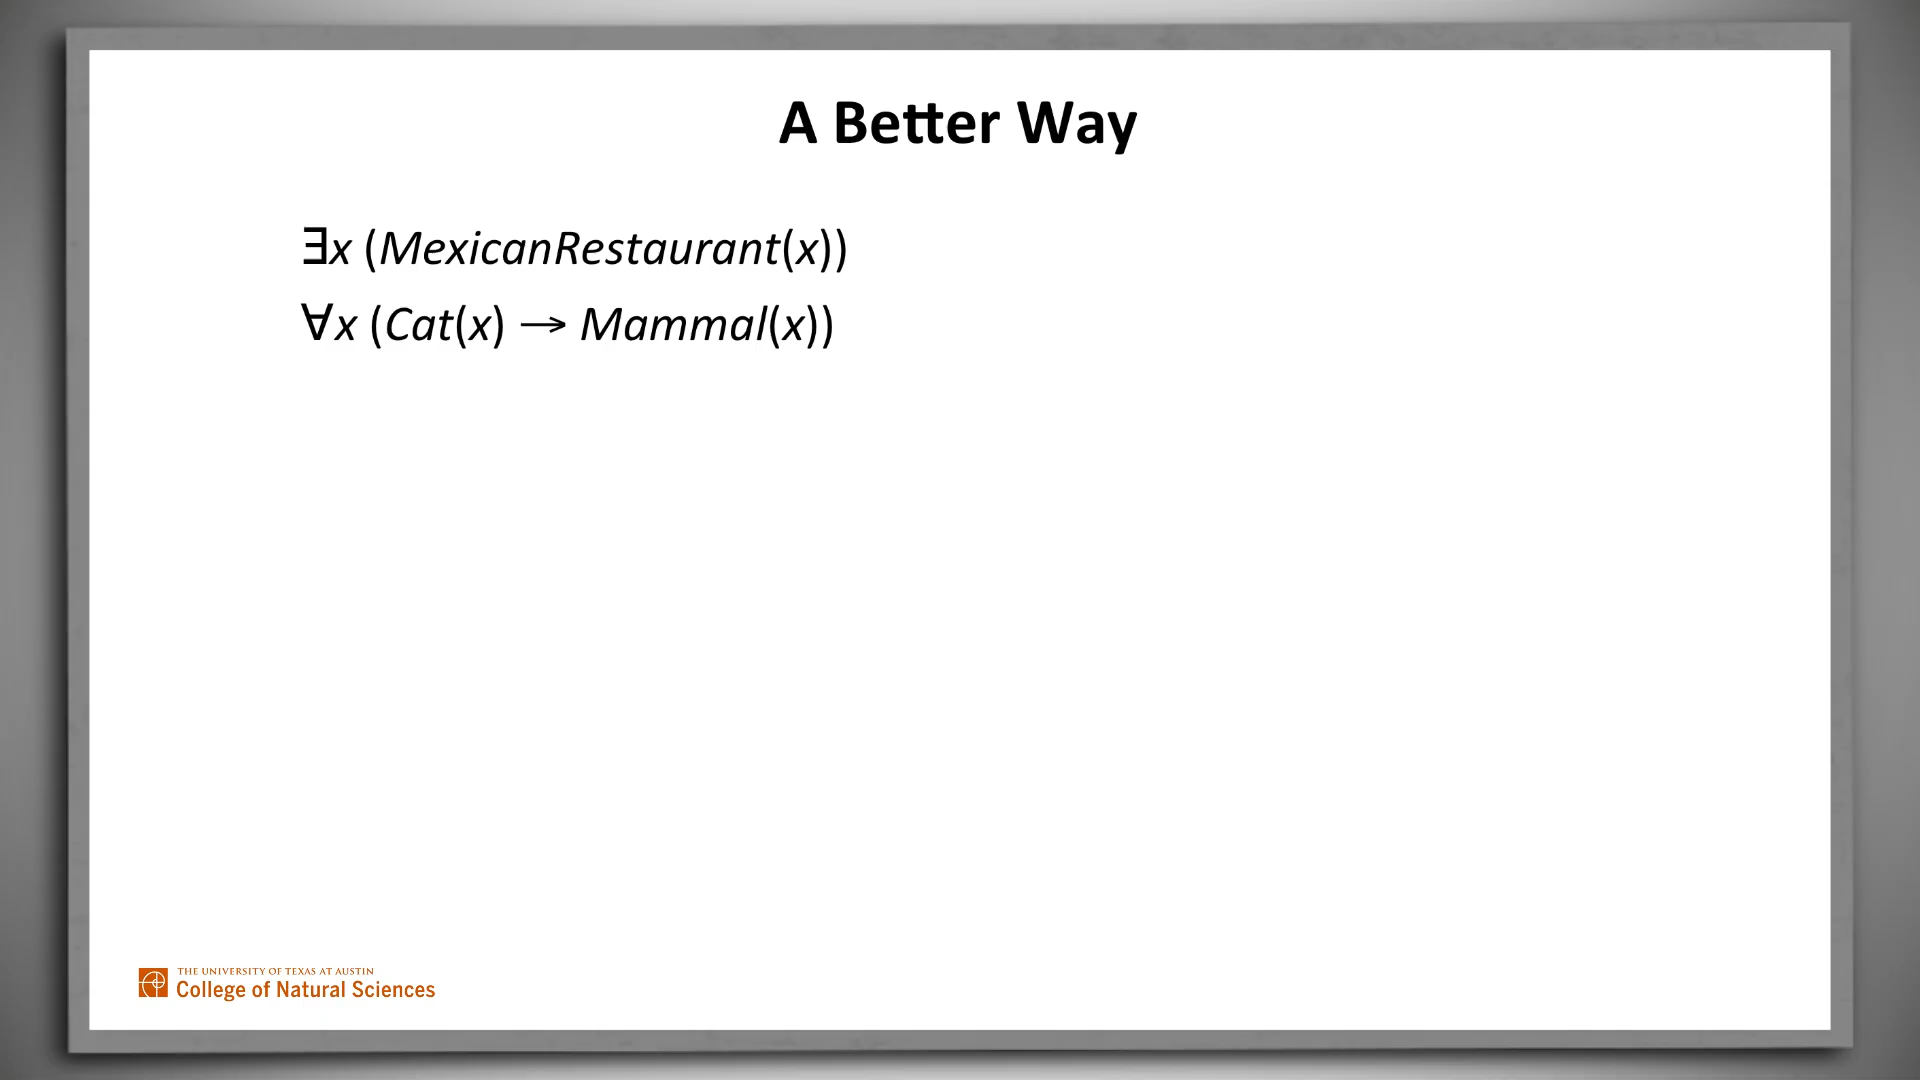 A Better Way
∃x (MexicanRestaurant(x))
∀x (Cat(x) → Mammal(x))
THE UNIVERSITY OF TEXAS AT AUSTIN
College of Natural Sciences